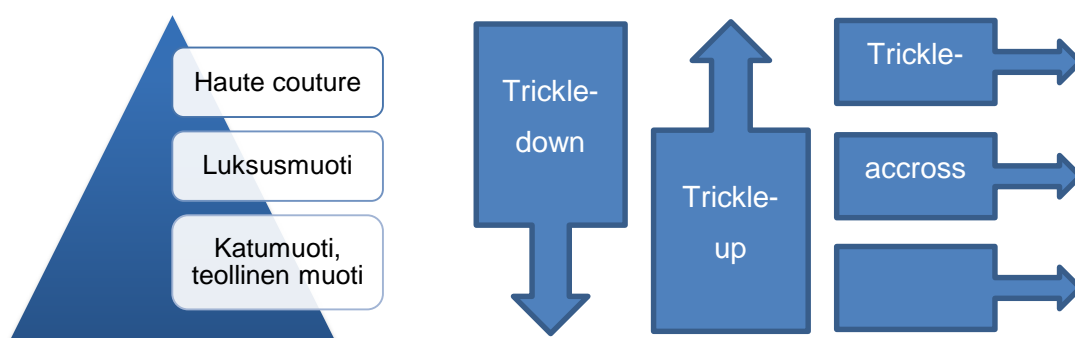 Haute couture
Luksusmuoti
Katumuoti,
teollinen muoti
Trickle-
down
Trickle-
up
Trickle-
accross